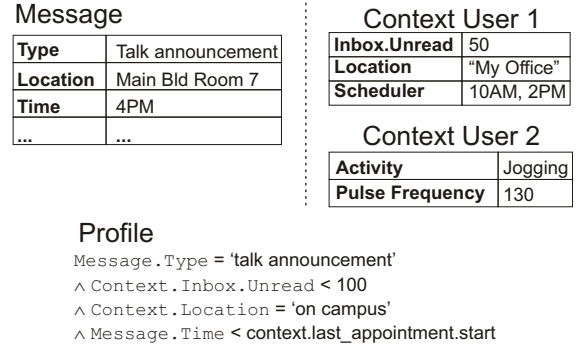 Message
Type Talk announcement
Location Main Bld Room 7
Time 4PM
... ...
Context User 1
Inbox.Unread 50
Location “My Office”
Scheduler 10AM, 2PM
Context User 2
Activity Jogging
Pulse Frequency 130
Profile
Message.Type = ‘talk announcement’
∧ Context.Inbox.Unread < 100
∧ Context.Location = ‘on campus’
∧ Message.Time < context.last_appointment.start